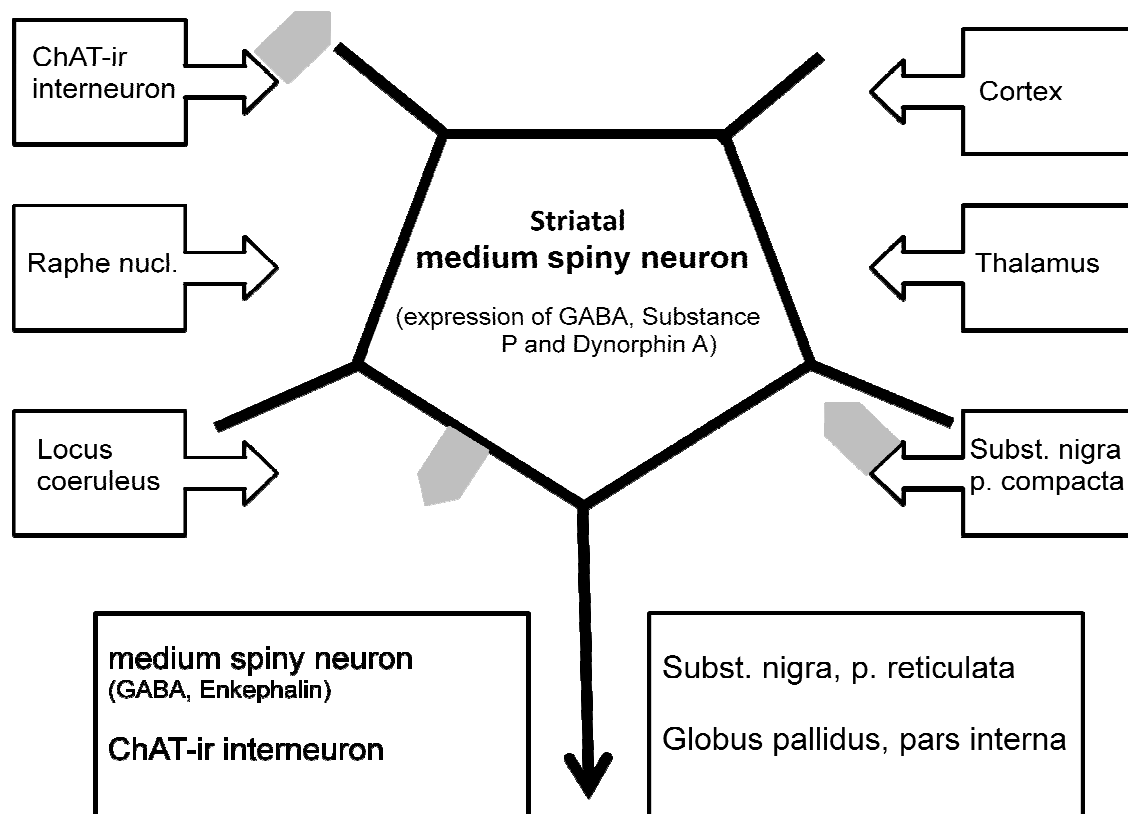 ChAT-ir
interneuron
Cortex
Striatal
medium spiny neuron
(expression of GABA, Substance
P and Dynorphin A)
Raphe nucl.
Thalamus
Locus
coeruleus
Subst. nigra
p. compacta
medium spiny neuron
(GABA, Enkephalin)
ChAT-ir interneuron
Subst. nigra, p. reticulata
Globus pallidus, pars interna